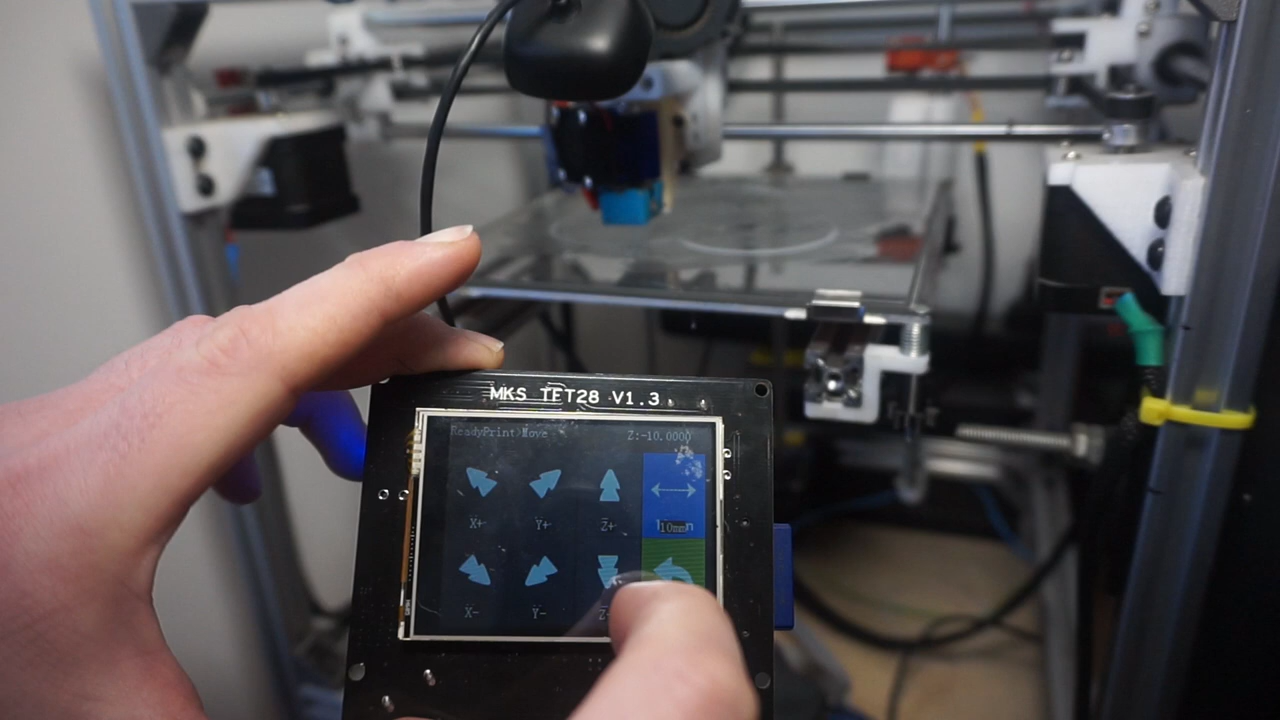 MKS TFT28 V1.3
ReadyPrint>Move Z:-10.0000
X+ Y+ Z+ 10mm
X- Y-